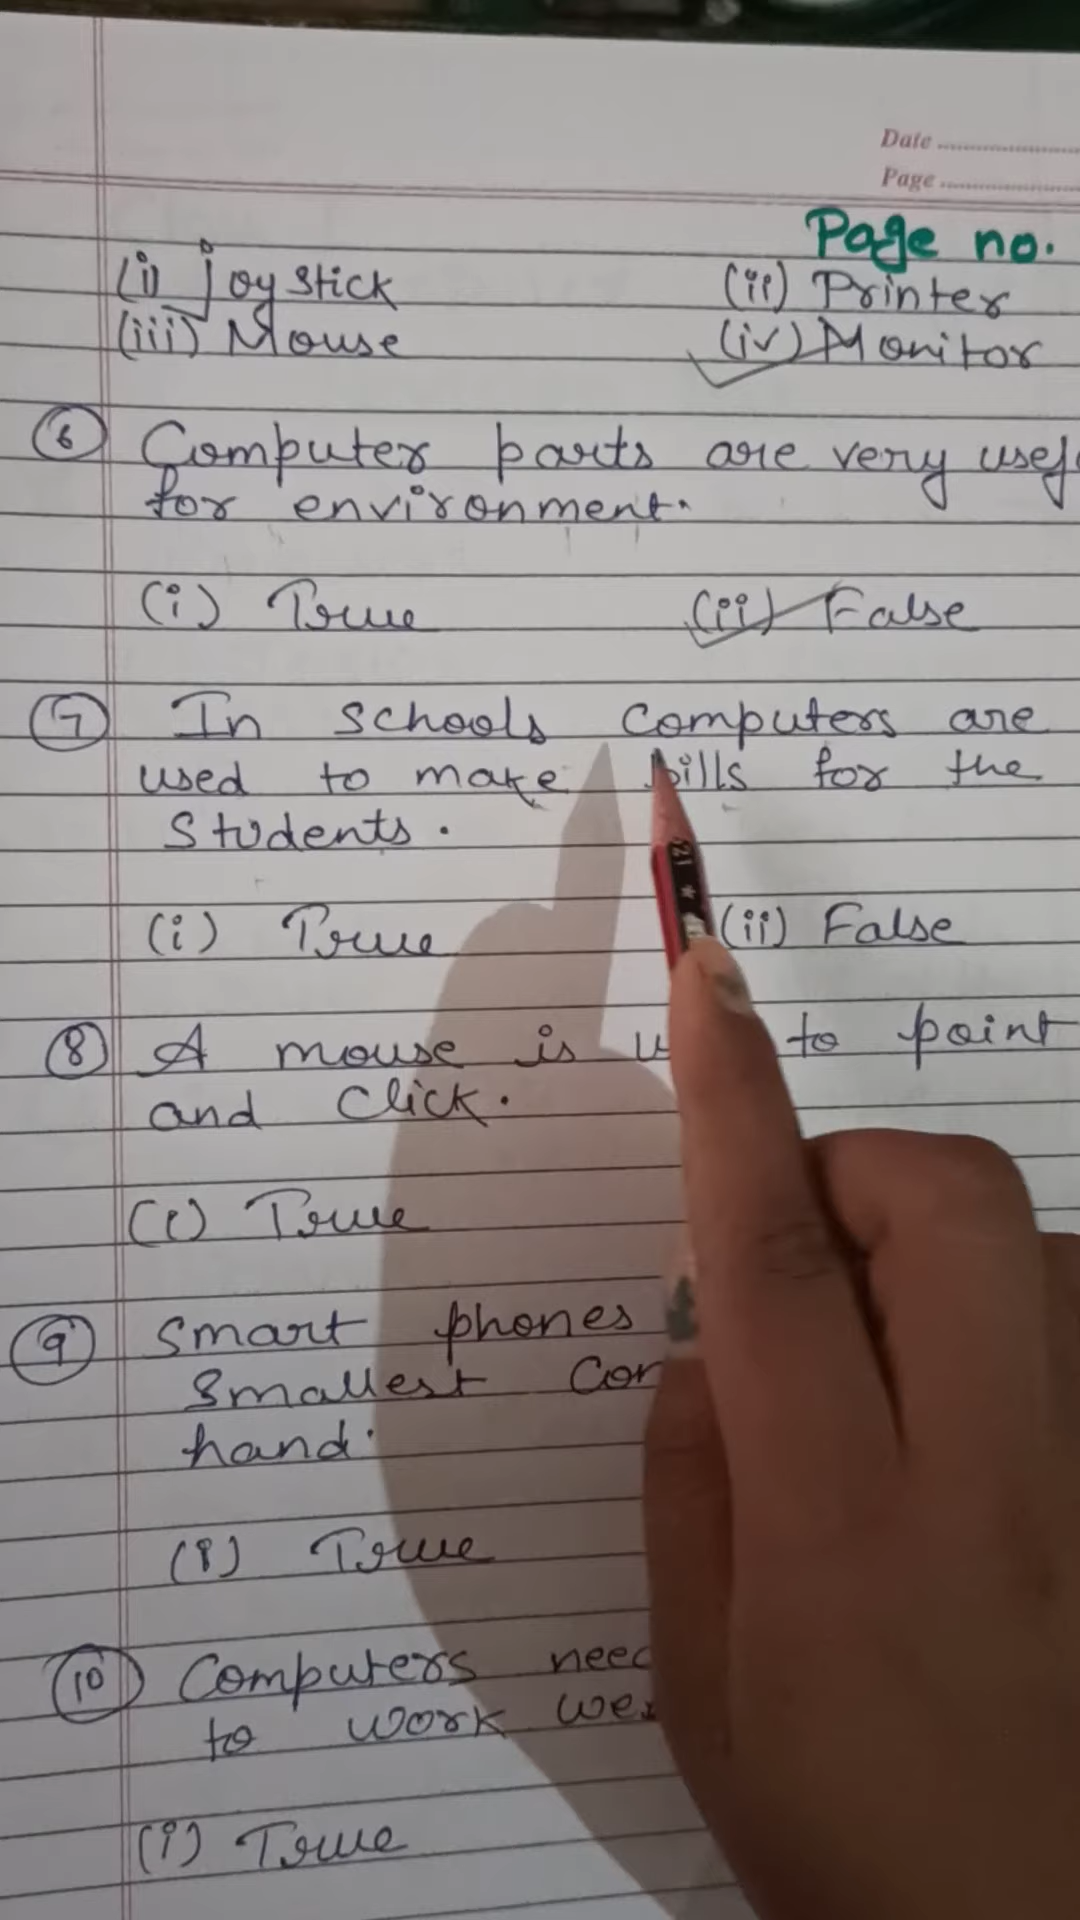 Date
Page
Page no.
(i) joystick (ii) Printer
(iii) Mouse (iv) Monitor
6 Computer parts are very
for environment.
(i) True (ii) False
7 In schools computers are
used to make bills for the
Students.
(i) True (ii) False
8 A mouse is to point
and click.
(i) True
9 Smart phones
Smallest
hand.
(i) True
10 Computers
to work
(i) True